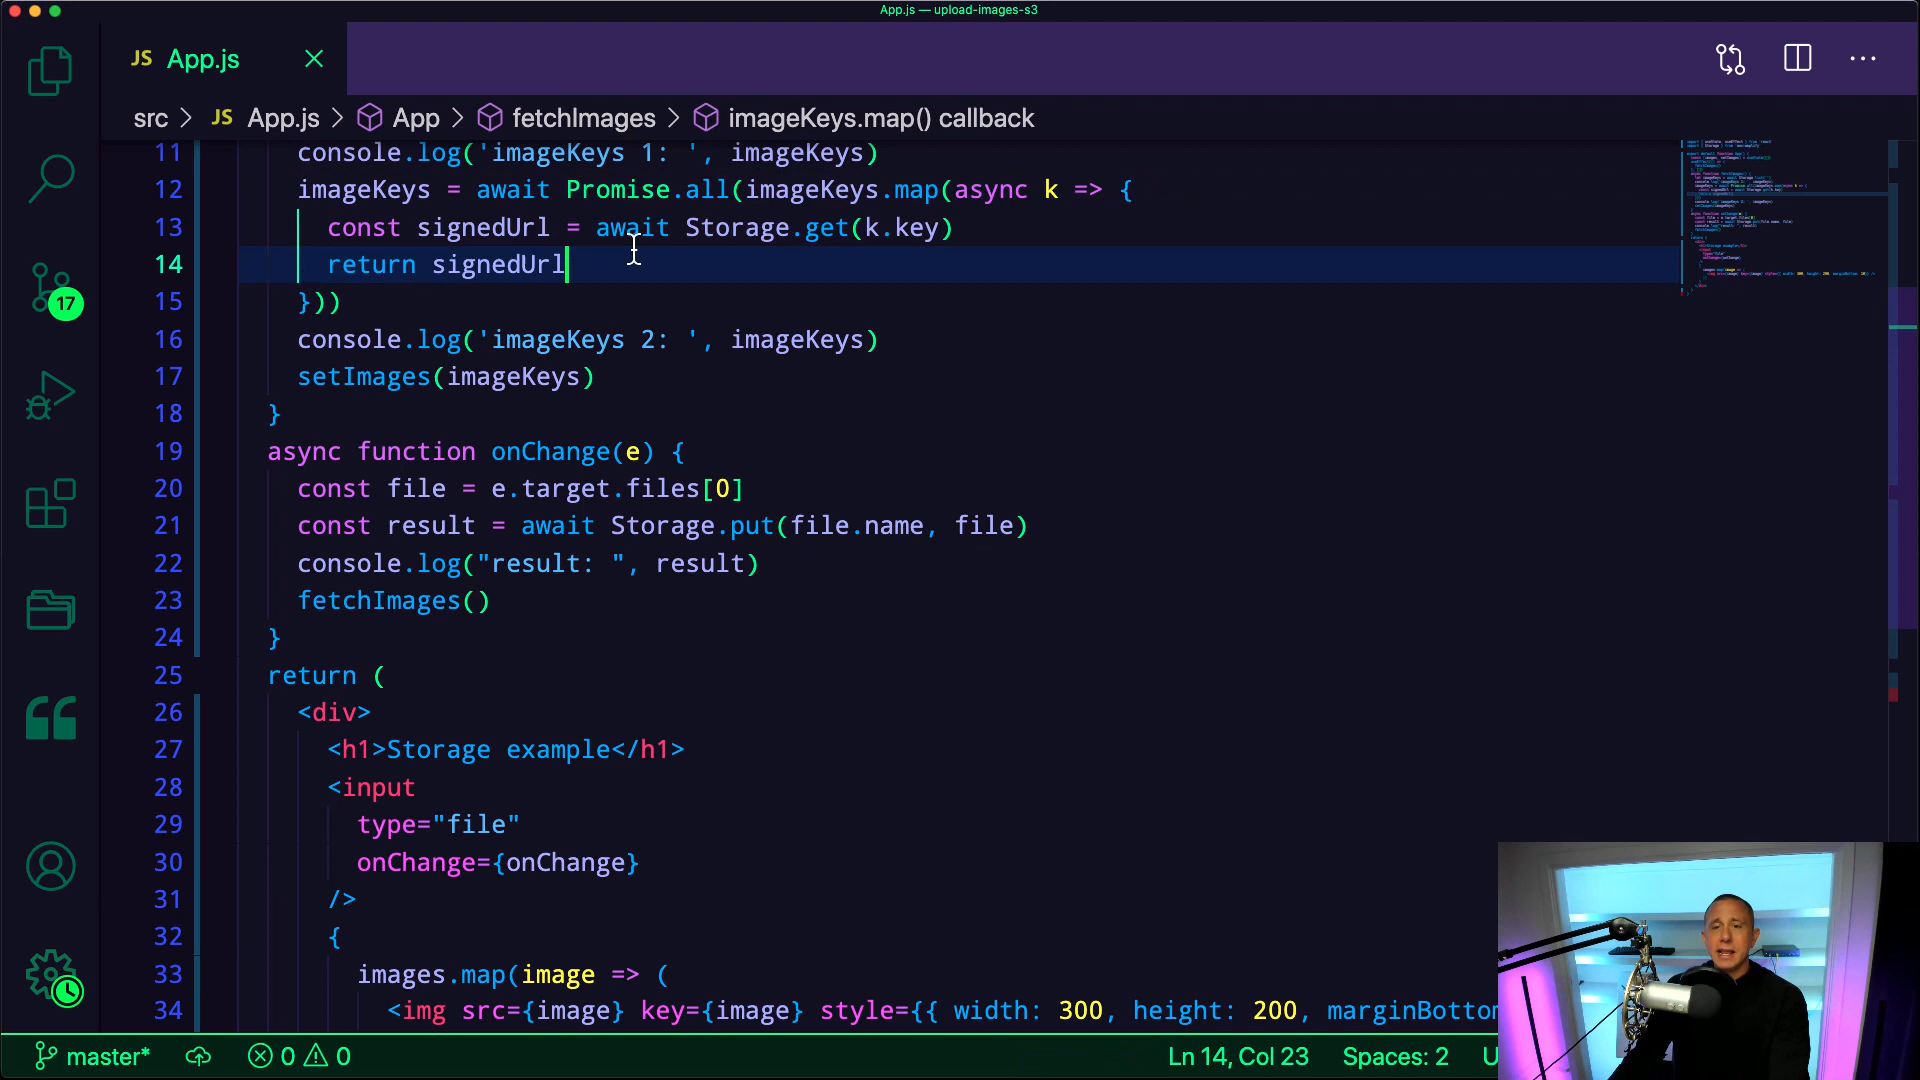 App.js — upload-images-s3
JS App.js
src > JS App.js > App > fetchImages > imageKeys.map() callback
11 console.log('imageKeys 1: ', imageKeys)
12 imageKeys = await Promise.all(imageKeys.map(async k => {
13 const signedUrl = await Storage.get(k.key)
14 return signedUrl
15 }))
16 console.log('imageKeys 2: ', imageKeys)
17 setImages(imageKeys)
18 }
19 async function onChange(e) {
20 const file = e.target.files[0]
21 const result = await Storage.put(file.name, file)
22 console.log("result: ", result)
23 fetchImages()
24 }
25 return (
26 <div>
27 <h1>Storage example</h1>
28 <input
29 type="file"
30 onChange={onChange}
31 />
32 {
33 images.map(image => (
34 <img src={image} key={image} style={{ width: 300, height: 200, marginBottom
17
master* 0 0 Ln 14, Col 23 Spaces: 2 U